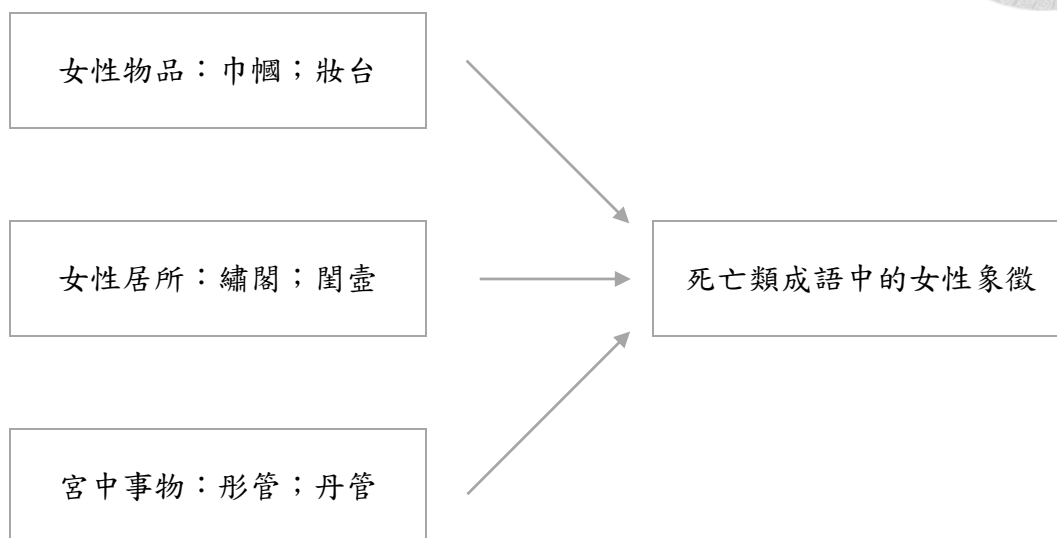 女性物品：巾幗；妝台
女性居所：繡閣；閨壼
死亡類成語中的女性象徵
宮中事物：彤管；丹管